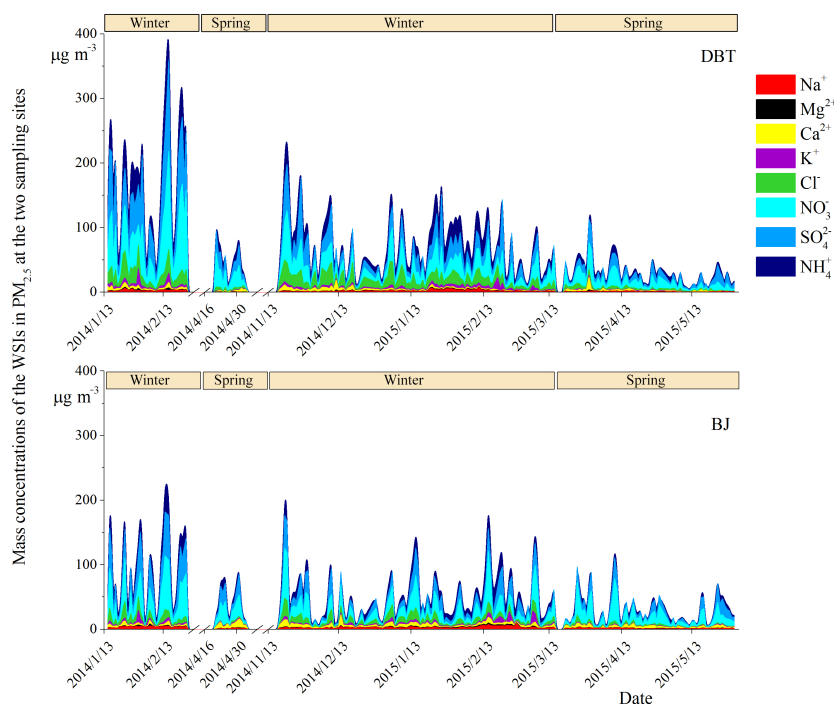 Mass concentrations of the WSIs in PM2.5 at the two sampling sites
Winter Spring Winter Spring
400
μg m-3
DBT
300
200
100
0
2014/1/13 2014/2/13 2014/4/16 2014/4/30 2014/11/13 2014/12/13 2015/1/13 2015/2/13 2015/3/13 2015/4/13 2015/5/13
Na+
Mg2+
Ca2+
K+
Cl-
NO3-
SO42-
NH4+
Winter Spring Winter Spring
400
μg m-3
BJ
300
200
100
0
2014/1/13 2014/2/13 2014/4/16 2014/4/30 2014/11/13 2014/12/13 2015/1/13 2015/2/13 2015/3/13 2015/4/13 2015/5/13
Date